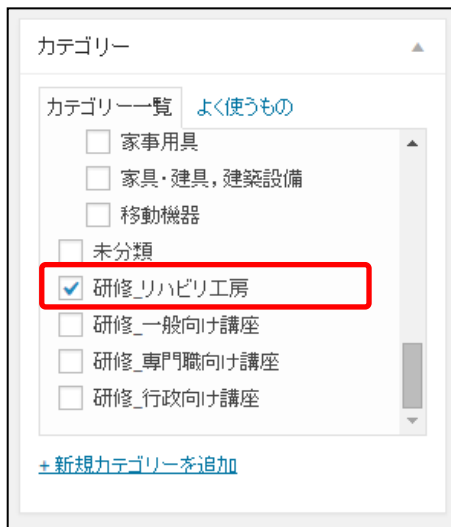 カテゴリー
カテゴリー一覧 よく使うもの
家事用具
家具・建具，建築設備
移動機器
未分類
研修_リハビリ工房
研修_一般向け講座
研修_専門職向け講座
研修_行政向け講座
+ 新規カテゴリーを追加